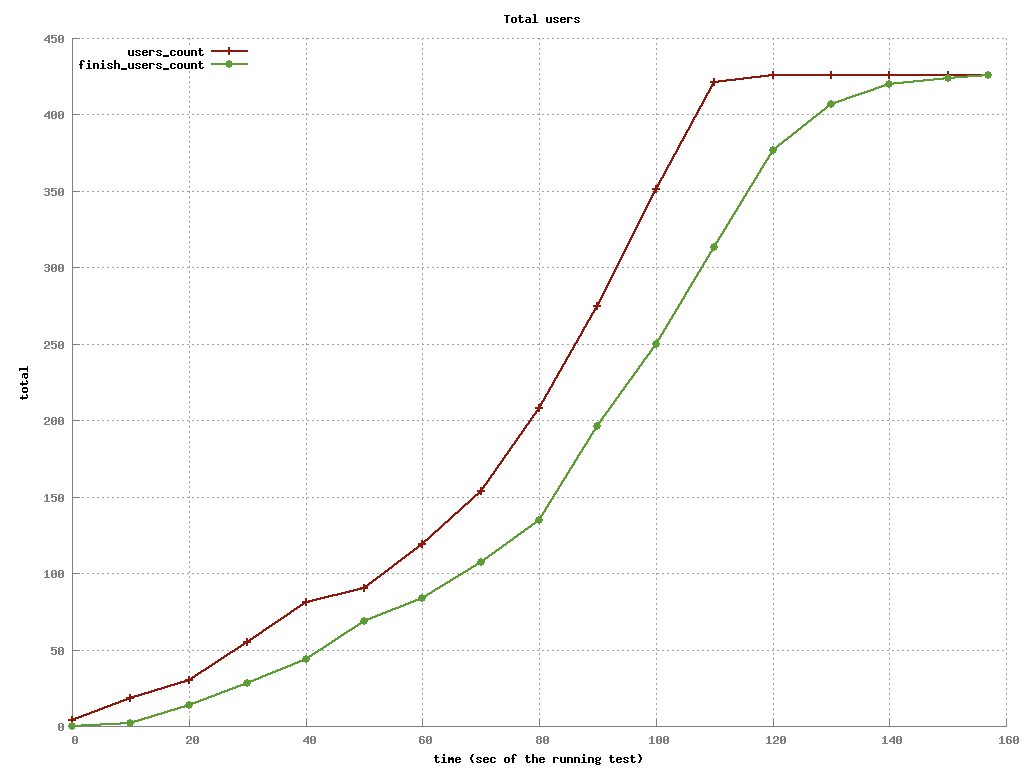 Total users
users_count
finish_users_count
450
400
350
300
250
200
150
100
50
0
total
0 20 40 60 80 100 120 140 160
time (sec of the running test)